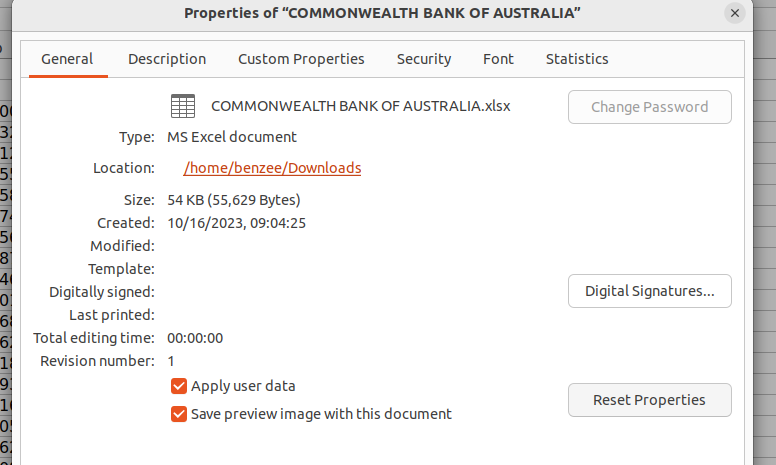 Properties of “COMMONWEALTH BANK OF AUSTRALIA”
General Description Custom Properties Security Font Statistics
COMMONWEALTH BANK OF AUSTRALIA.xlsx Change Password
Type: MS Excel document
Location: /home/benzee/Downloads
Size: 54 KB (55,629 Bytes)
Created: 10/16/2023, 09:04:25
Modified:
Template:
Digitally signed: Digital Signatures...
Last printed:
Total editing time: 00:00:00
Revision number: 1
Apply user data
Save preview image with this document
Reset Properties